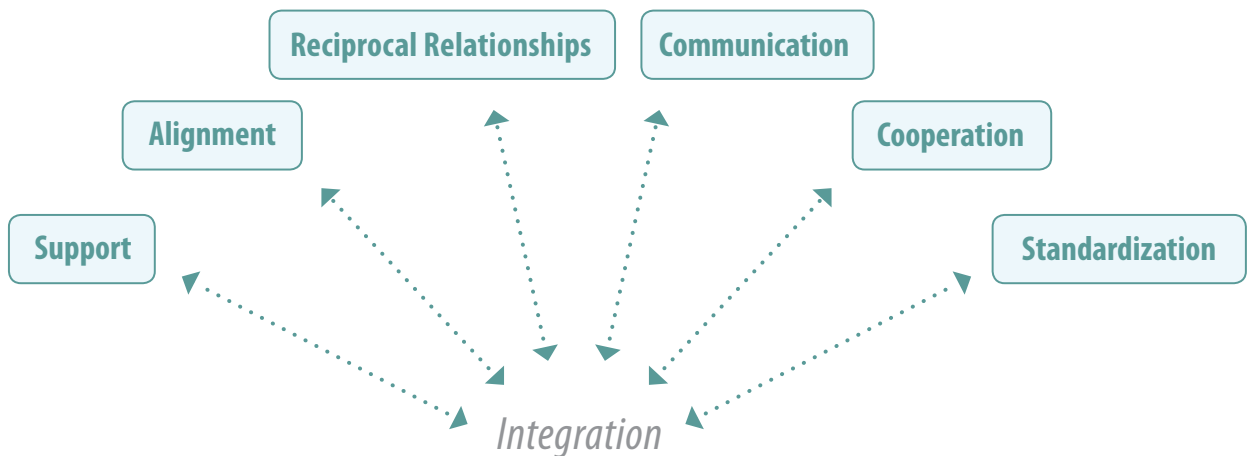 Reciprocal Relationships
Communication
Alignment
Cooperation
Support
Standardization
Integration